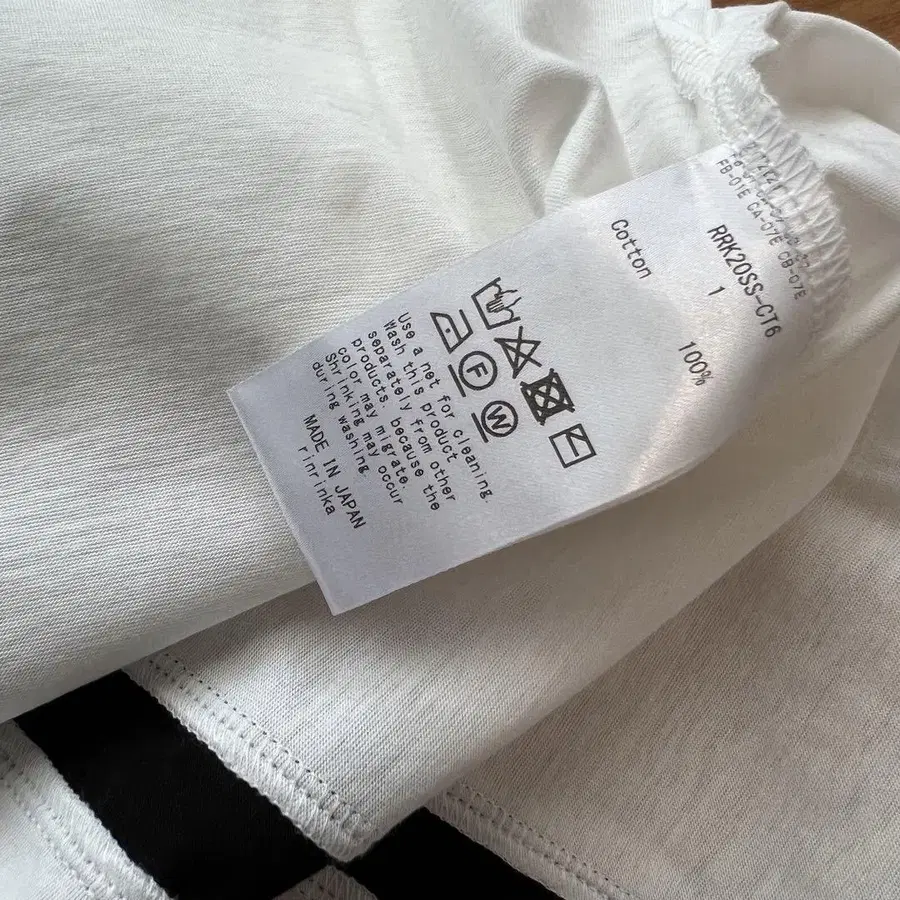 FB-01E CA-07E CB-07E
RRK20SS-CT6
1
Cotton 100%
F
W
Use a net for cleaning.
Wash this product
separately from other
products. because the
color may migrate.
Shrinking may occur
during washing.
MADE IN JAPAN
rinrinka